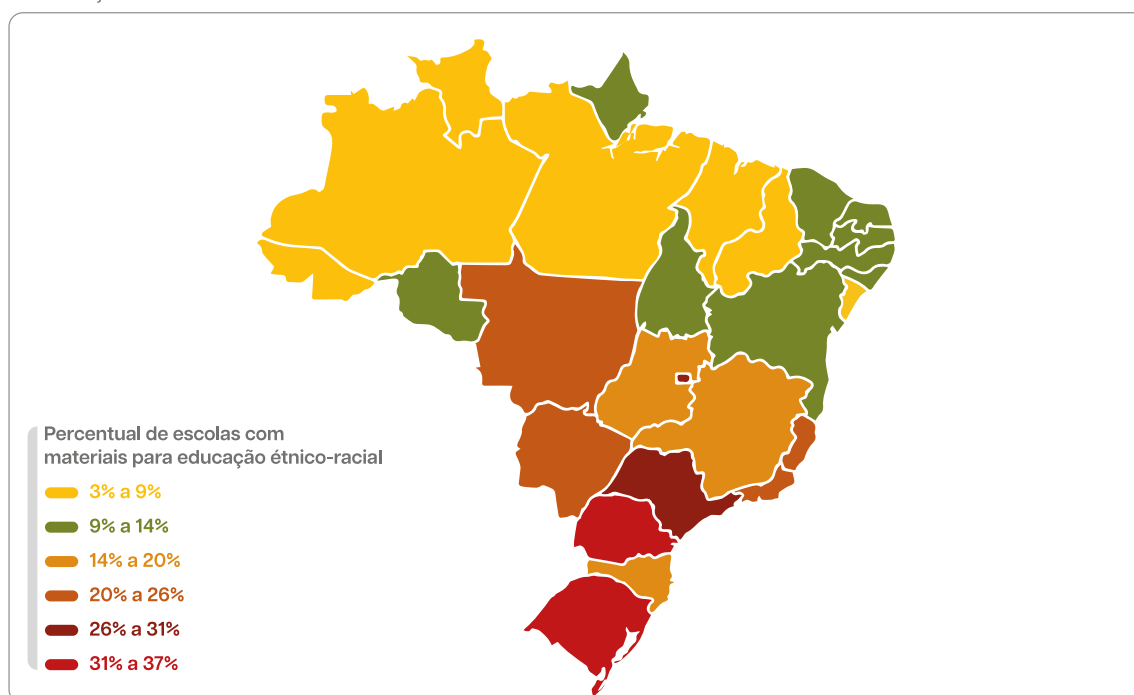 Percentual de escolas com
materiais para educação étnico-racial
3% a 9%
9% a 14%
14% a 20%
20% a 26%
26% a 31%
31% a 37%